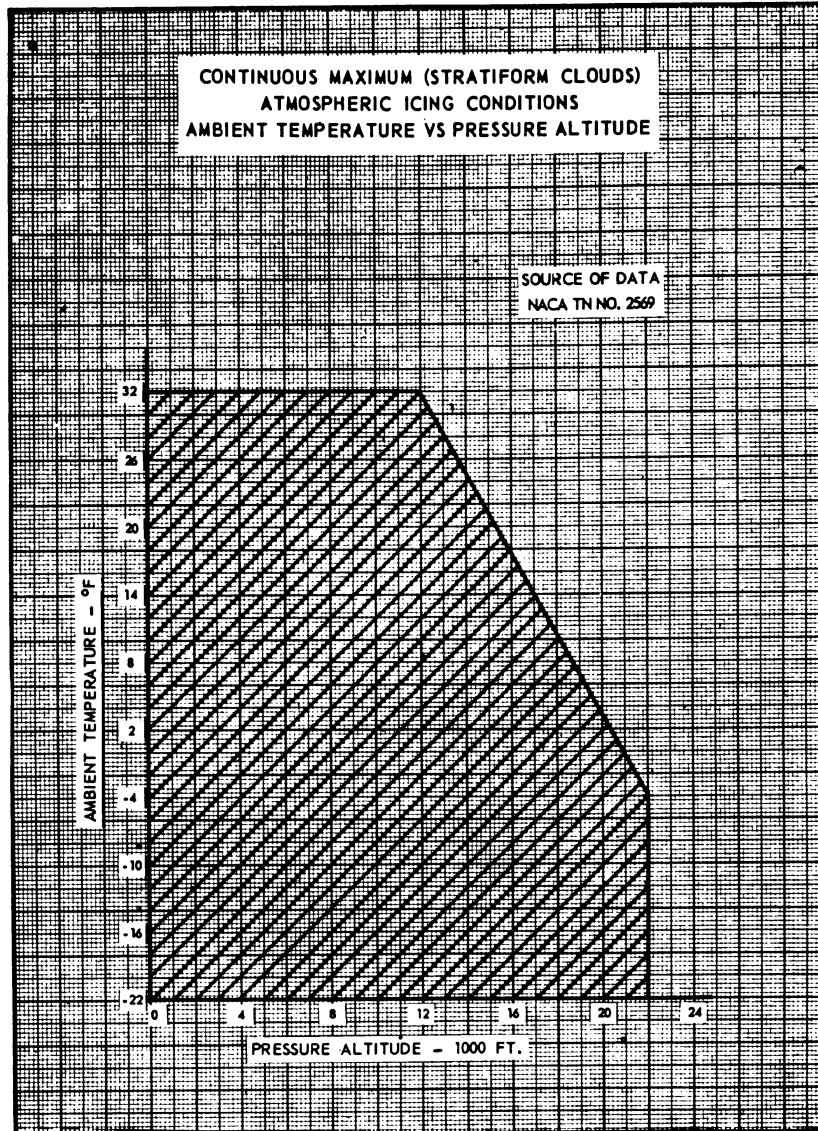 CONTINUOUS MAXIMUM (STRATIFORM CLOUDS)
ATMOSPHERIC ICING CONDITIONS
AMBIENT TEMPERATURE VS PRESSURE ALTITUDE
SOURCE OF DATA
NACA TN NO. 2569
32
26
20
14
8
2
-4
-10
-16
-22
AMBIENT TEMPERATURE - °F
0 4 8 12 16 20 24
PRESSURE ALTITUDE - 1000 FT.